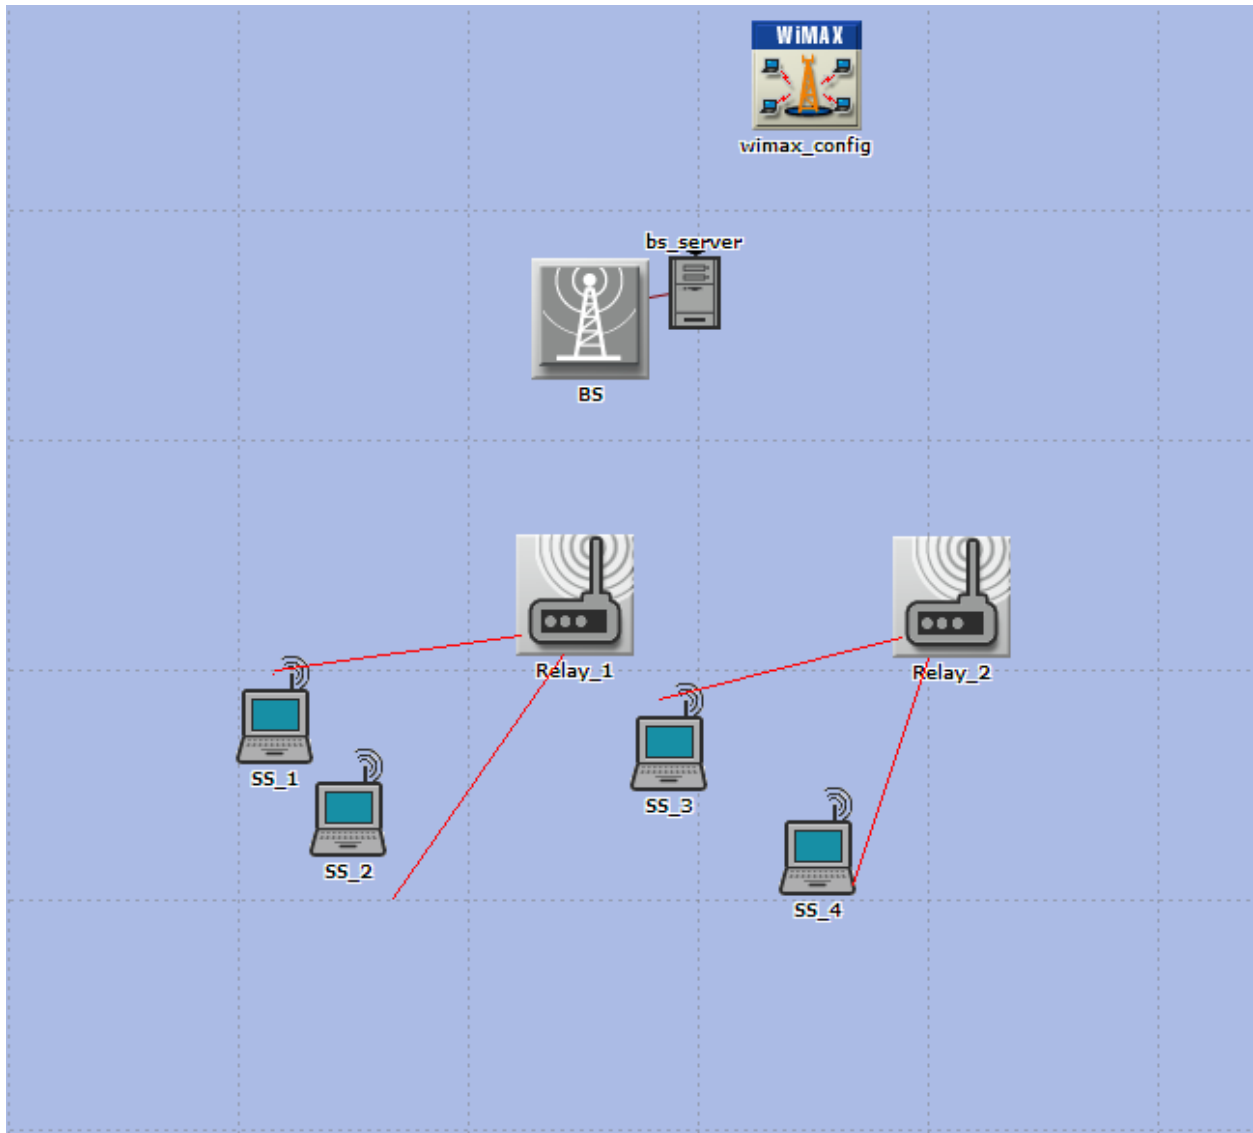 WiMAX
wimax_config
bs_server
BS
Relay_1
Relay_2
SS_1
SS_3
SS_2
SS_4